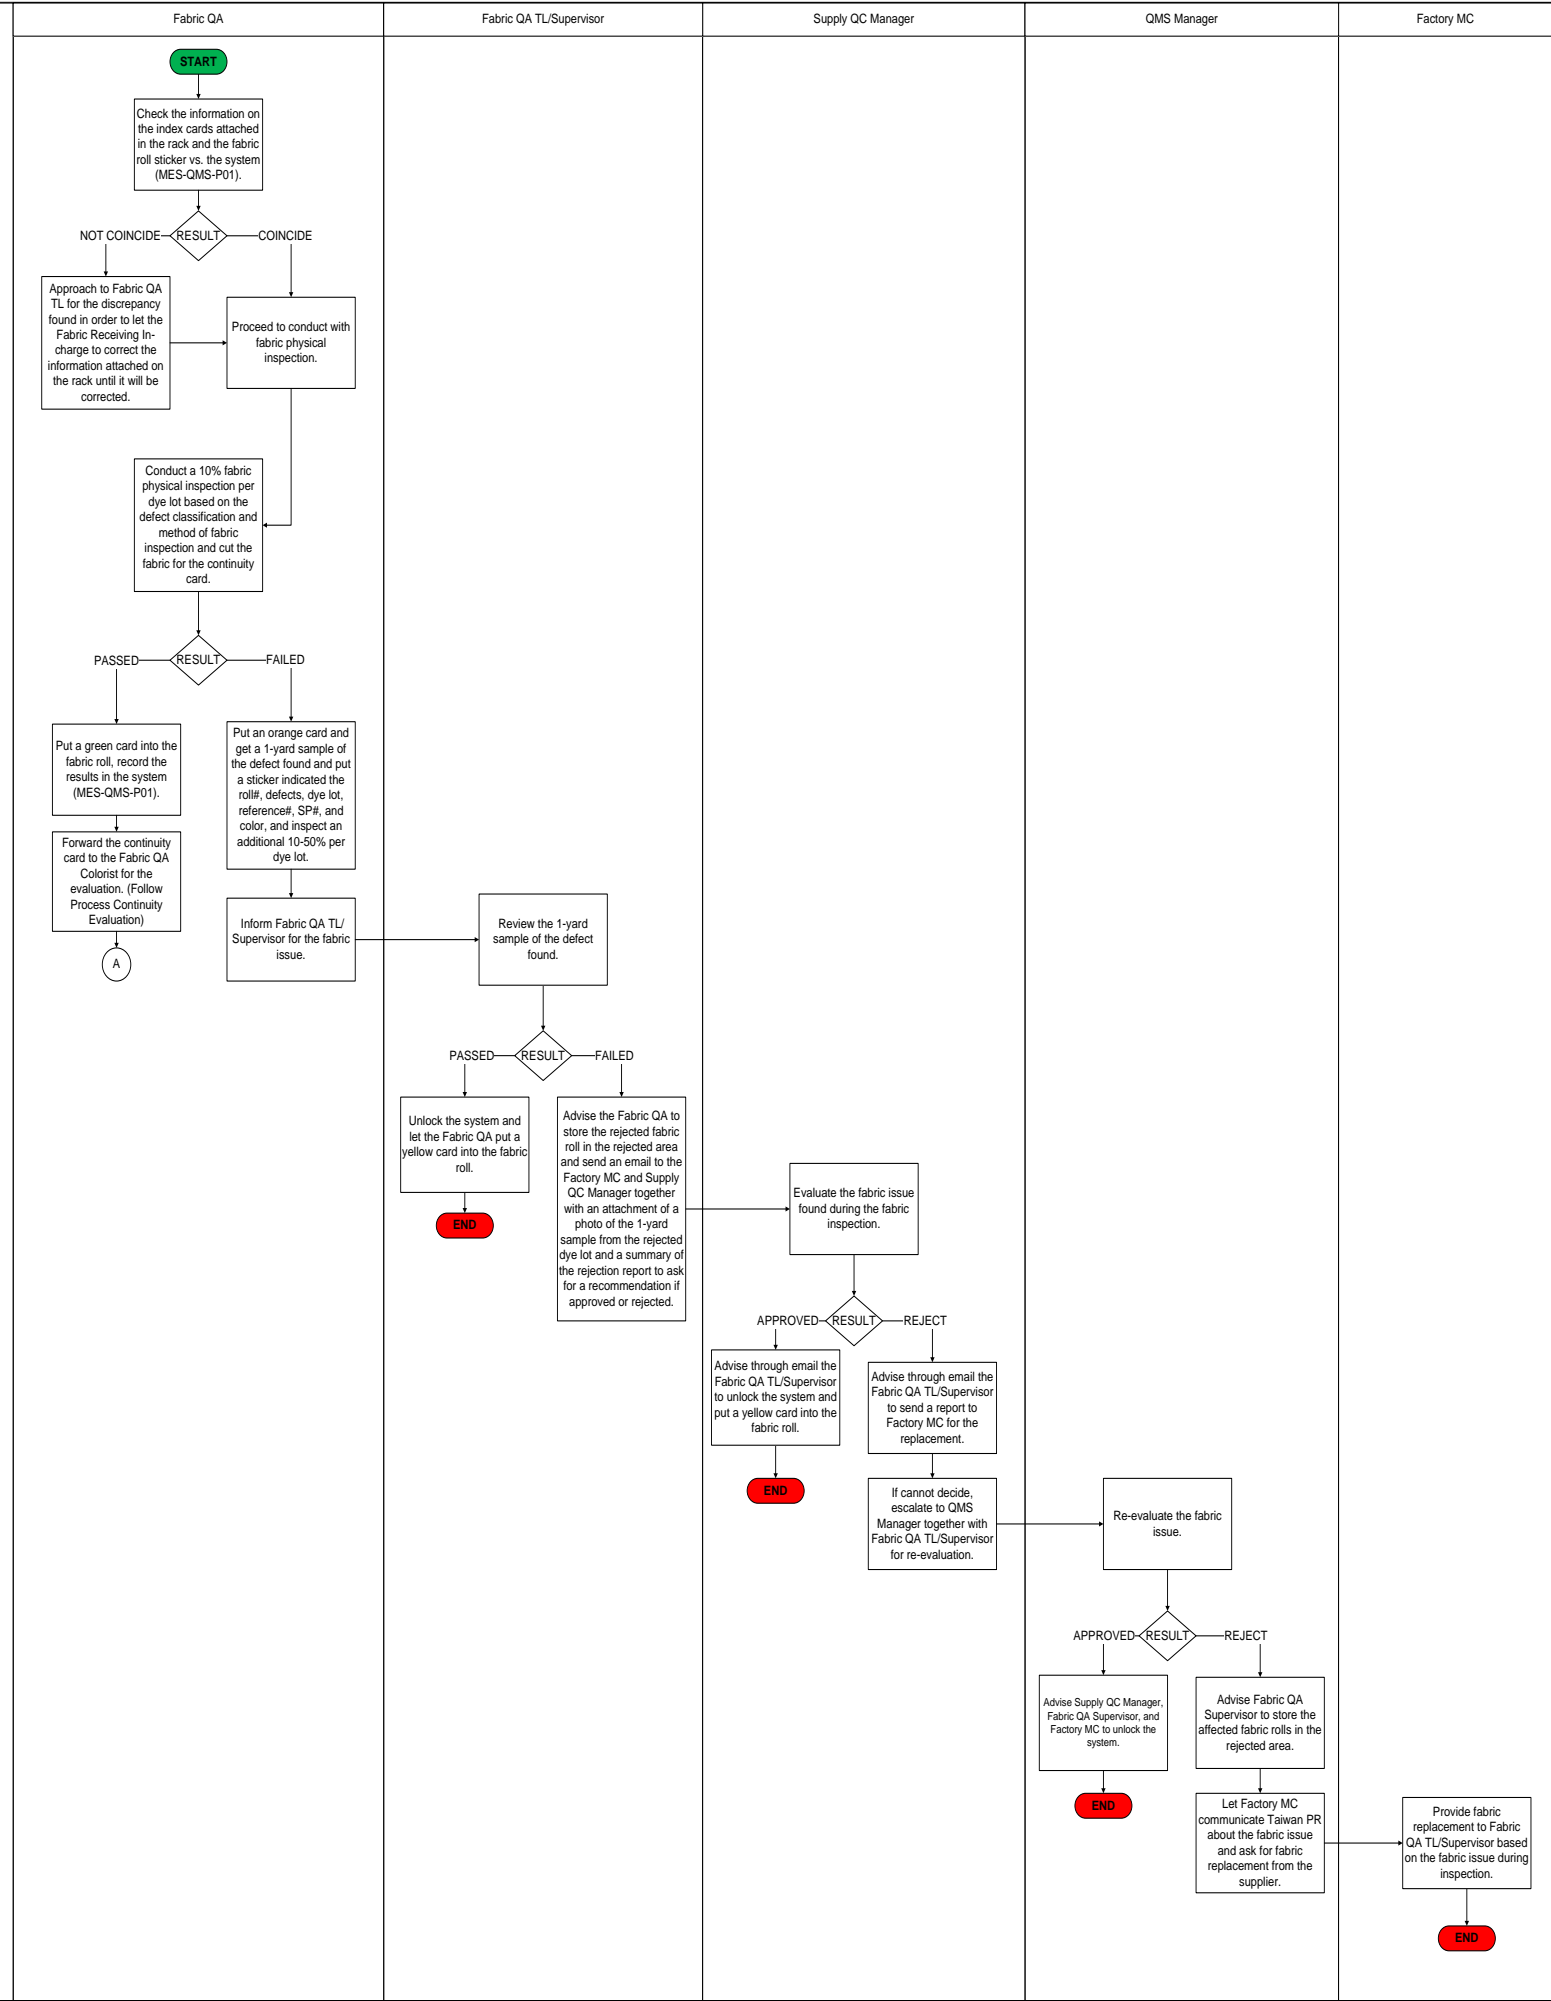 Fabric QA
Fabric QA TL/Supervisor
Supply QC Manager
QMS Manager
Factory MC
START
Check the information on
the index cards attached
in the rack and the fabric
roll sticker vs. the system
(MES-QMS-P01).
NOT COINCIDE
RESULT
COINCIDE
Approach to Fabric QA
TL for the discrepancy
found in order to let the
Fabric Receiving In-
charge to correct the
information attached on
the rack until it will be
corrected.
Proceed to conduct with
fabric physical
inspection.
Conduct a 10% fabric
physical inspection per
dye lot based on the
defect classification and
method of fabric
inspection and cut the
fabric for the continuity
card.
PASSED
RESULT
FAILED
Put a green card into the
fabric roll, record the
results in the system
(MES-QMS-P01).
Forward the continuity
card to the Fabric QA
Colorist for the
evaluation. (Follow
Process Continuity
Evaluation)
A
Put an orange card and
get a 1-yard sample of
the defect found and put
a sticker indicated the
roll#, defects, dye lot,
reference#, SP#, and
color, and inspect an
additional 10-50% per
dye lot.
Inform Fabric QA TL/
Supervisor for the fabric
issue.
Review the 1-yard
sample of the defect
found.
PASSED
RESULT
FAILED
Unlock the system and
let the Fabric QA put a
yellow card into the fabric
roll.
END
Advise the Fabric QA to
store the rejected fabric
roll in the rejected area
and send an email to the
Factory MC and Supply
QC Manager together
with an attachment of a
photo of the 1-yard
sample from the rejected
dye lot and a summary of
the rejection report to ask
for a recommendation if
approved or rejected.
Evaluate the fabric issue
found during the fabric
inspection.
APPROVED
RESULT
REJECT
Advise through email the
Fabric QA TL/Supervisor
to unlock the system and
put a yellow card into the
fabric roll.
END
Advise through email the
Fabric QA TL/Supervisor
to send a report to
Factory MC for the
replacement.
If cannot decide,
escalate to QMS
Manager together with
Fabric QA TL/Supervisor
for re-evaluation.
Re-evaluate the fabric
issue.
APPROVED
RESULT
REJECT
Advise Supply QC Manager,
Fabric QA Supervisor, and
Factory MC to unlock the
system.
END
Advise Fabric QA
Supervisor to store the
affected fabric rolls in the
rejected area.
Let Factory MC
communicate Taiwan PR
about the fabric issue
and ask for fabric
replacement from the
supplier.
Provide fabric
replacement to Fabric
QA TL/Supervisor based
on the fabric issue during
inspection.
END